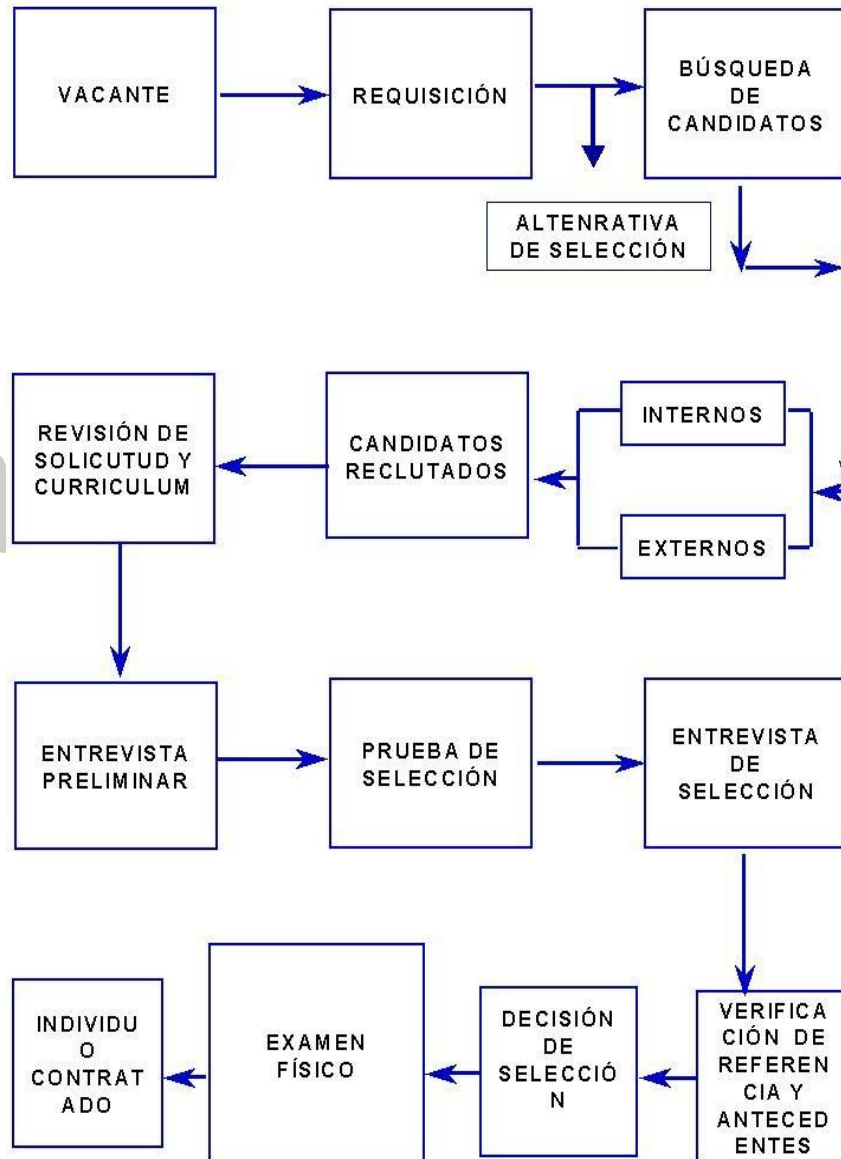 VACANTE
REQUISICIÓN
BÚSQUEDA
DE
CANDIDATOS
ALTENRATIVA
DE SELECCIÓN
REVISIÓN DE
SOLICUTUD Y
CURRICULUM
CANDIDATOS
RECLUTADOS
INTERNOS
EXTERNOS
ENTREVISTA
PRELIMINAR
PRUEBA DE
SELECCIÓN
ENTREVISTA
DE
SELECCIÓN
INDIVIDU
O
CONTRAT
ADO
EXAMEN
FÍSICO
DECISIÓN
DE
SELECCIÓ
N
VERIFICA
CIÓN DE
REFEREN
CIA Y
ANTECED
ENTES